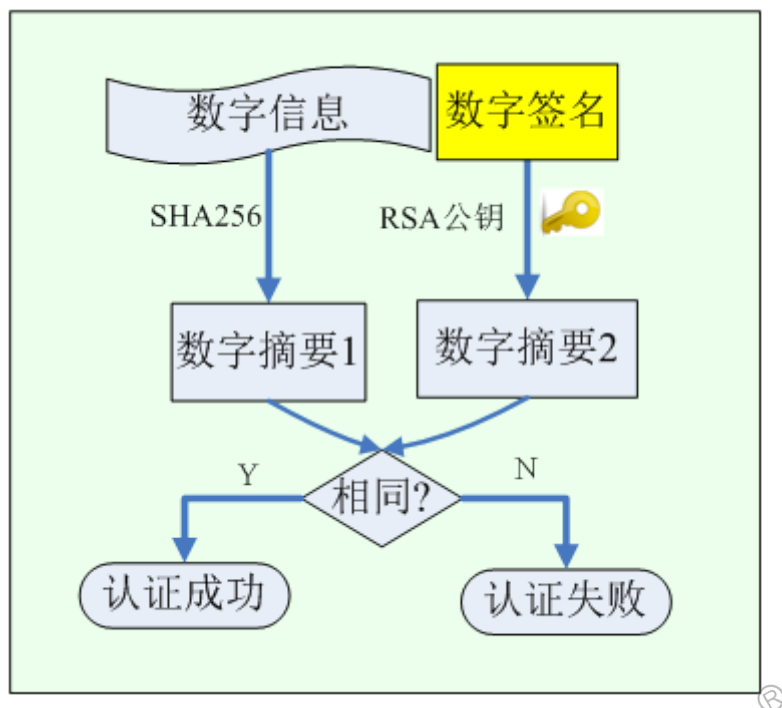 数字信息
数字签名
SHA256
RSA公钥
数字摘要1
数字摘要2
相同?
Y
N
认证成功
认证失败
®